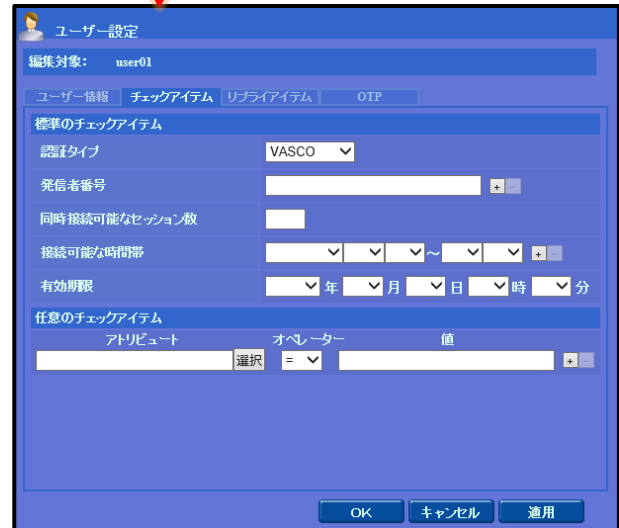 ユーザー設定
編集対象： user01
ユーザー情報 チェックアイテム リプライアイテム OTP
標準のチェックアイテム
認証タイプ VASCO
発信者番号 + -
同時接続可能なセッション数
接続可能な時間帯 ～ + -
有効期限 年 月 日 時 分
任意のチェックアイテム
アトリビュート オペレーター 値
選択 = + -
OK キャンセル 適用